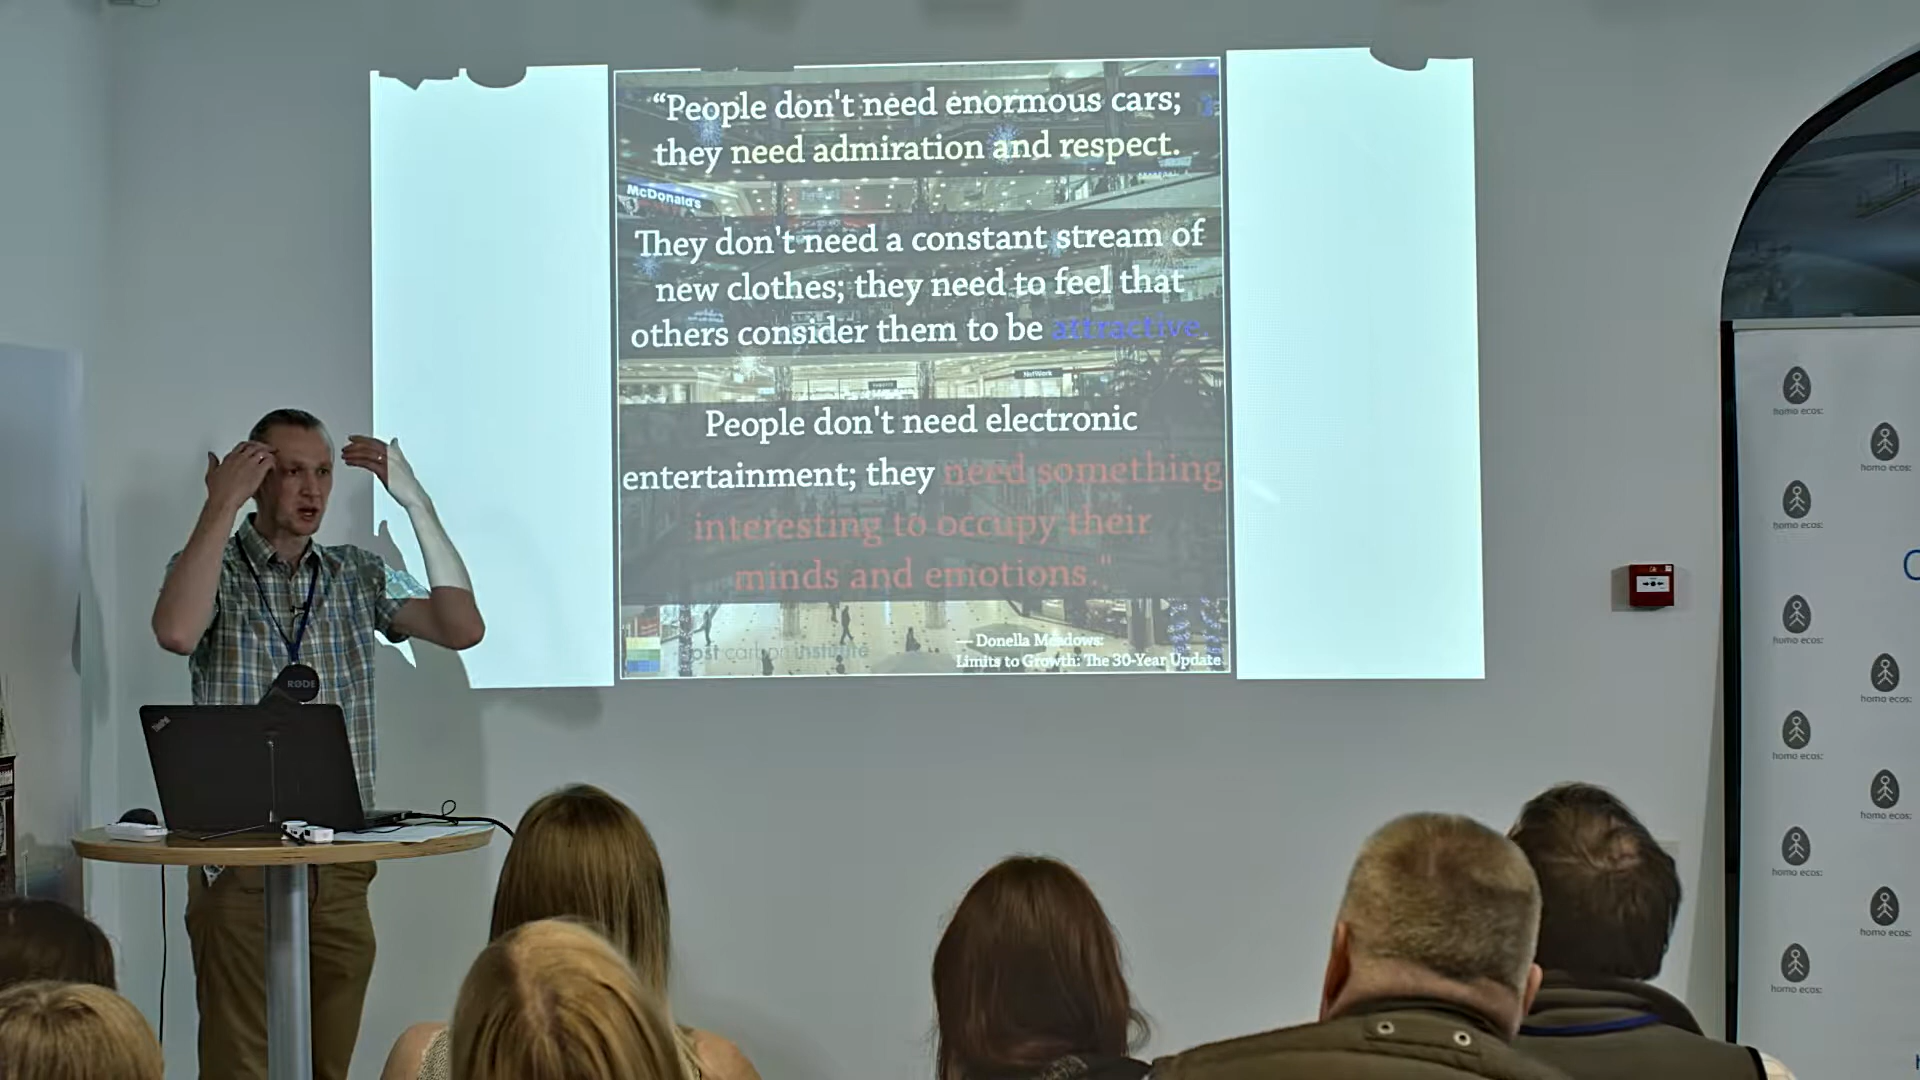 “People don't need enormous cars;
they need admiration and respect.
McDonald's
They don't need a constant stream of
new clothes; they need to feel that
others consider them to be attractive.
NetWork
People don't need electronic
entertainment; they need something
interesting to occupy their
minds and emotions."
— Donella Meadows:
Limits to Growth: The 30-Year Update
post carbon institute
RØDE
ThinkPad
homo ecos:
homo ecos:
homo ecos:
homo ecos:
homo ecos:
homo ecos:
homo ecos:
homo ecos:
homo ecos:
homo ecos:
homo ecos: